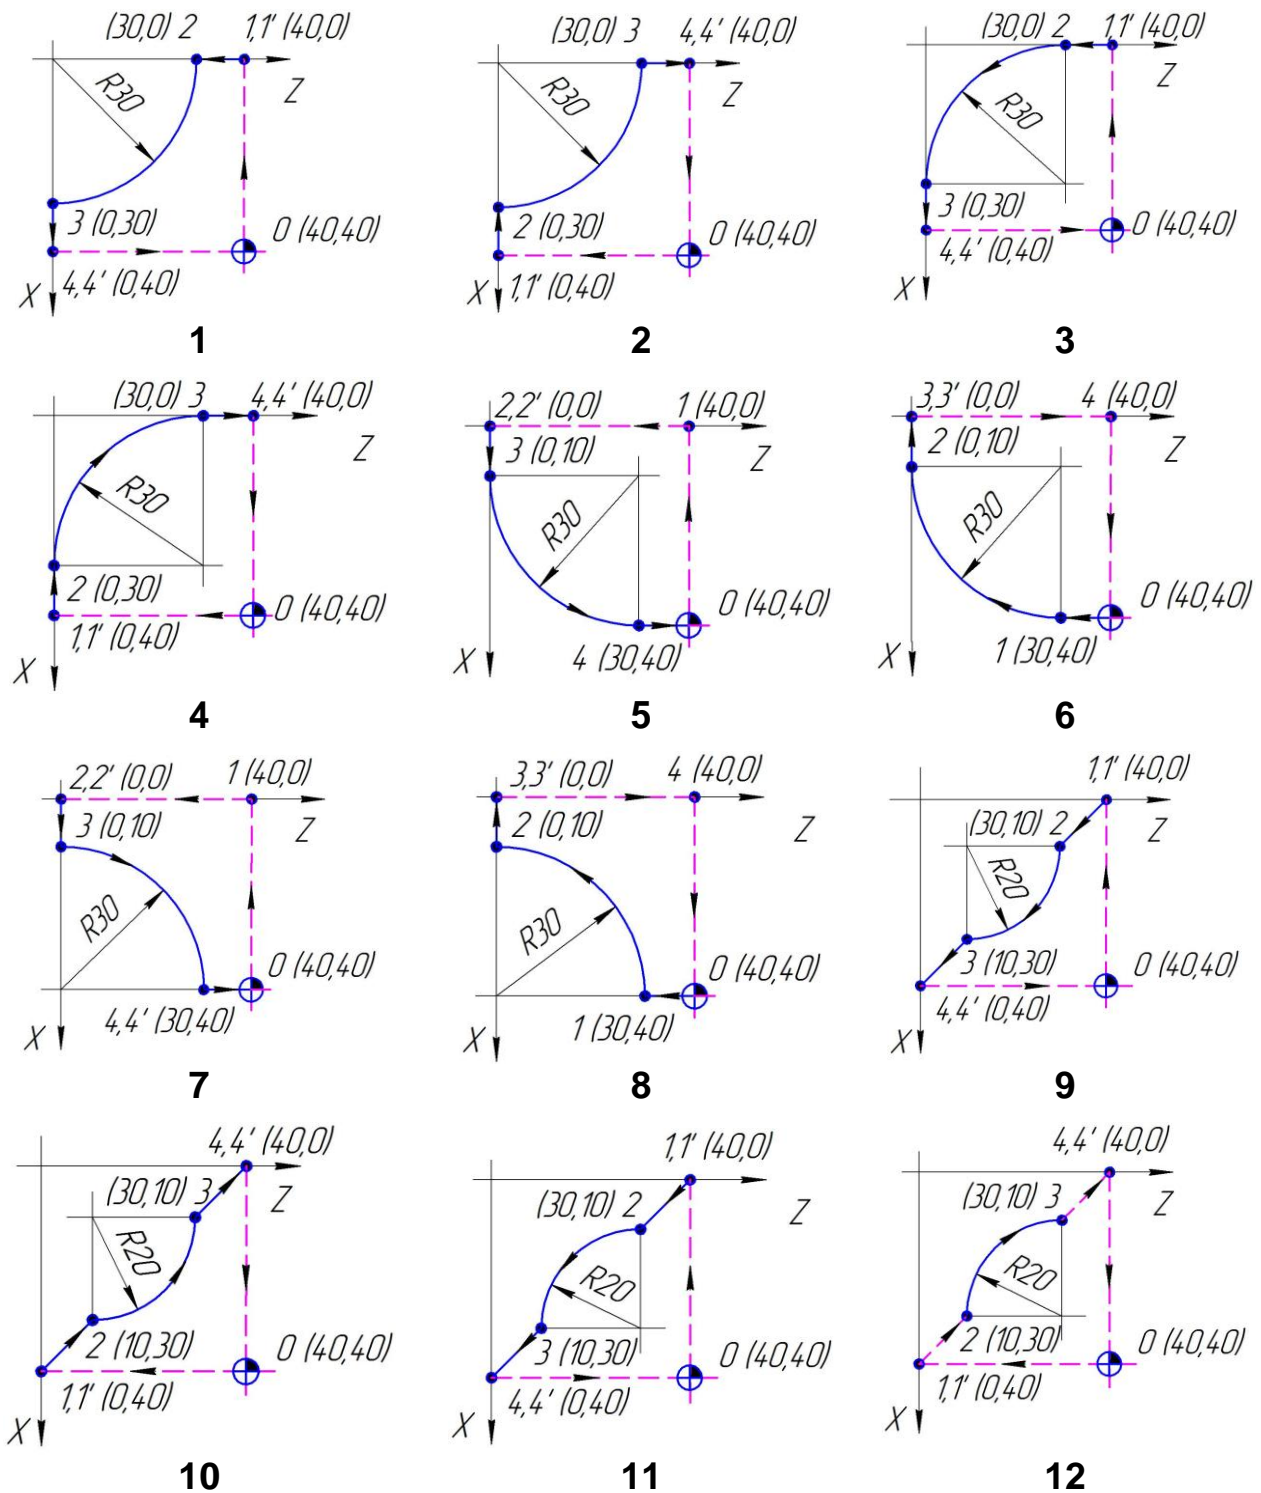 (30,0) 2 1,1' (40,0)
Z
R30
3 (0,30)
0 (40,40)
4,4' (0,40)
X
1
(30,0) 3 4,4' (40,0)
Z
R30
2 (0,30)
0 (40,40)
1,1' (0,40)
X
2
(30,0) 2 1,1' (40,0)
Z
R30
3 (0,30)
0 (40,40)
4,4' (0,40)
X
3
(30,0) 3 4,4' (40,0)
Z
R30
2 (0,30)
0 (40,40)
1,1' (0,40)
X
4
2,2' (0,0) 1 (40,0)
3 (0,10)
Z
R30
0 (40,40)
4 (30,40)
X
5
3,3' (0,0) 4 (40,0)
2 (0,10)
Z
R30
0 (40,40)
1 (30,40)
X
6
2,2' (0,0) 1 (40,0)
3 (0,10)
Z
R30
0 (40,40)
4,4' (30,40)
X
7
3,3' (0,0) 4 (40,0)
2 (0,10)
Z
R30
0 (40,40)
1 (30,40)
X
8
1,1' (40,0)
(30,10) 2
Z
R20
3 (10,30)
0 (40,40)
4,4' (0,40)
X
9
4,4' (40,0)
(30,10) 3
Z
R20
2 (10,30)
0 (40,40)
1,1' (0,40)
X
10
1,1' (40,0)
(30,10) 2
Z
R20
3 (10,30)
0 (40,40)
4,4' (0,40)
X
11
4,4' (40,0)
(30,10) 3
Z
R20
2 (10,30)
0 (40,40)
1,1' (0,40)
X
12